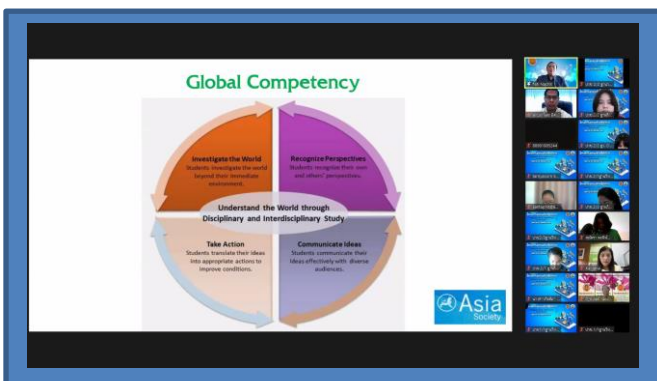 Global Competency
Investigate the World
Students investigate the world
beyond their immediate
environment.
Recognize Perspectives
Students recognize their own
and others' perspectives.
Understand the World through
Disciplinary and Interdisciplinary Study
Take Action
Students translate their ideas
into appropriate actions to
improve conditions.
Communicate Ideas
Students communicate their
ideas effectively with diverse
audiences.
Asia
Society